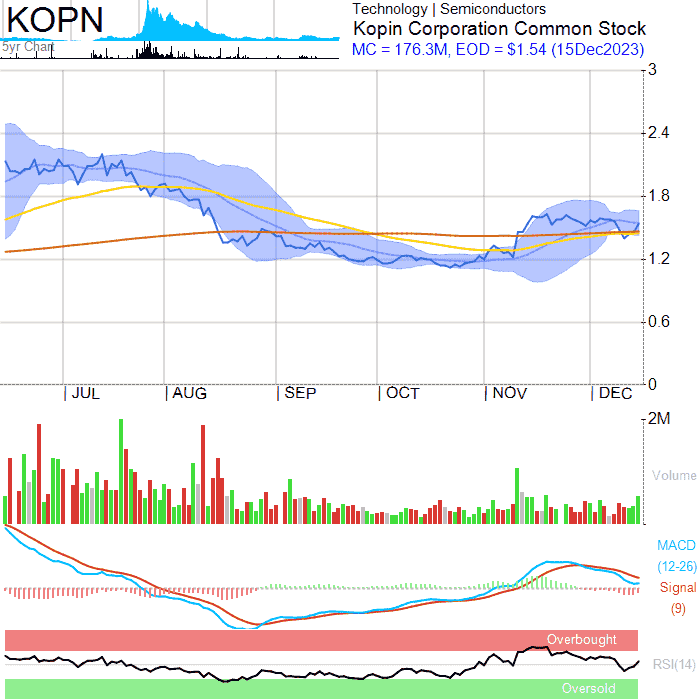 KOPN
5yr Chart
Technology | Semiconductors
Kopin Corporation Common Stock
MC = 176.3M, EOD = $1.54 (15Dec2023)
3
2.4
1.8
1.2
0.6
0
JUL
AUG
SEP
OCT
NOV
DEC
2M
Volume
MACD
(12-26)
Signal
(9)
Overbought
RSI(14)
Oversold